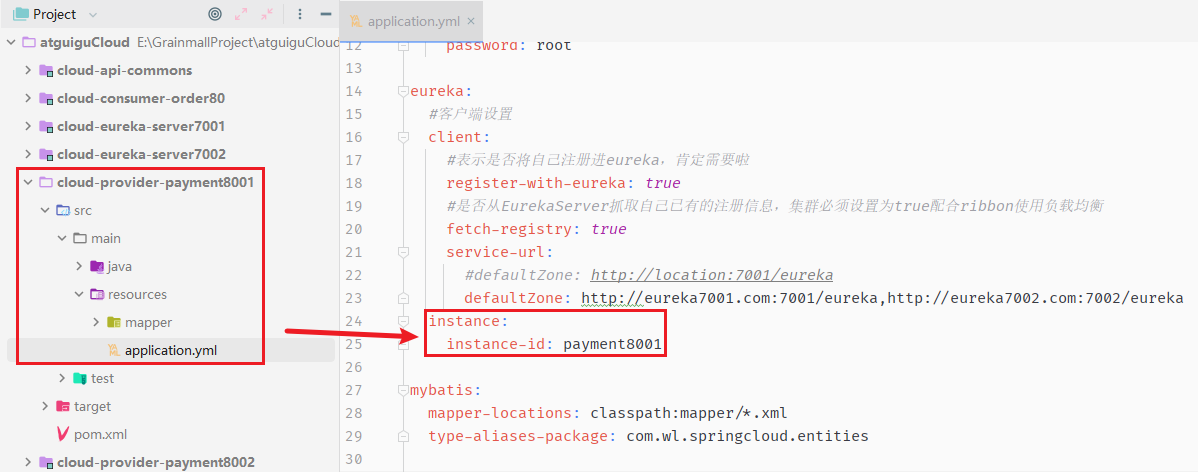 Project
atguiguCloud E:\GrainmallProject\atguiguCloud
cloud-api-commons
cloud-consumer-order80
cloud-eureka-server7001
cloud-eureka-server7002
cloud-provider-payment8001
src
main
java
resources
mapper
application.yml
test
target
pom.xml
cloud-provider-payment8002
application.yml
12 password: root
13
14 eureka:
15 #客户端设置
16 client:
17 #表示是否将自己注册进eureka，肯定需要啦
18 register-with-eureka: true
19 #是否从EurekaServer抓取自己已有的注册信息，集群必须设置为true配合ribbon使用负载均衡
20 fetch-registry: true
21 service-url:
22 #defaultZone: http://location:7001/eureka
23 defaultZone: http://eureka7001.com:7001/eureka,http://eureka7002.com:7002/eureka
24 instance:
25 instance-id: payment8001
26
27 mybatis:
28 mapper-locations: classpath:mapper/*.xml
29 type-aliases-package: com.wl.springcloud.entities
30